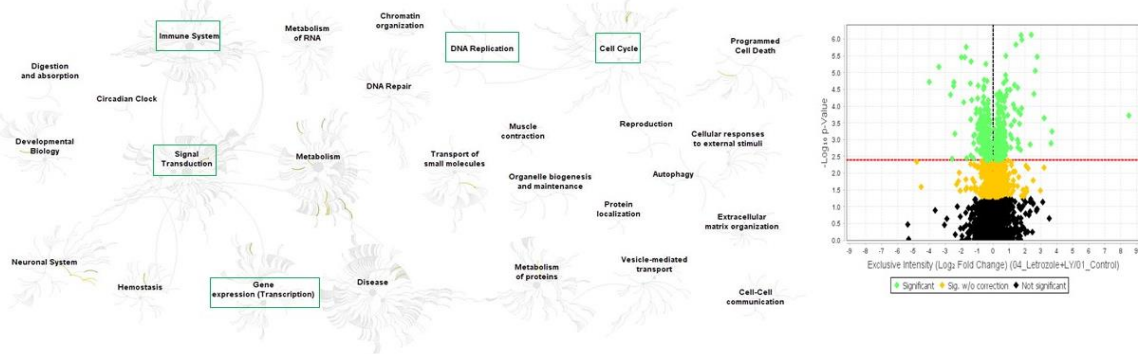 Immune System
Metabolism
of RNA
Chromatin
organization
DNA Replication
Cell Cycle
Programmed
Cell Death
Digestion
and absorption
Circadian Clock
DNA Repair
Developmental
Biology
Signal
Transduction
Metabolism
Muscle
contraction
Reproduction
Cellular responses
to external stimuli
Transport of
small molecules
Organelle biogenesis
and maintenance
Autophagy
Protein
localization
Extracellular
matrix organization
Neuronal System
Hemostasis
Gene
expression (Transcription)
Disease
Metabolism
of proteins
Vesicle-mediated
transport
Cell-Cell
communication
-Log₁₀ p-Value
6.0
5.5
5.0
4.5
4.0
3.5
3.0
2.5
2.0
1.5
1.0
0.5
0.0
-9 -8 -7 -6 -5 -4 -3 -2 -1 0 1 2 3 4 5 6 7 8 9
Exclusive Intensity (Log₂ Fold Change) (04_Letrozole+LY/01_Control)
Significant Sig. w/o correction Not significant